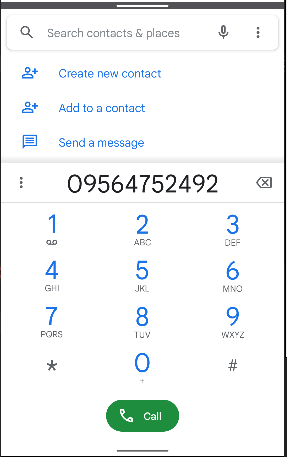 Search contacts & places
Create new contact
Add to a contact
Send a message
09564752492
1 2 3
ABC DEF
4 5 6
GHI JKL MNO
7 8 9
PQRS TUV WXYZ
* 0 #
+
Call